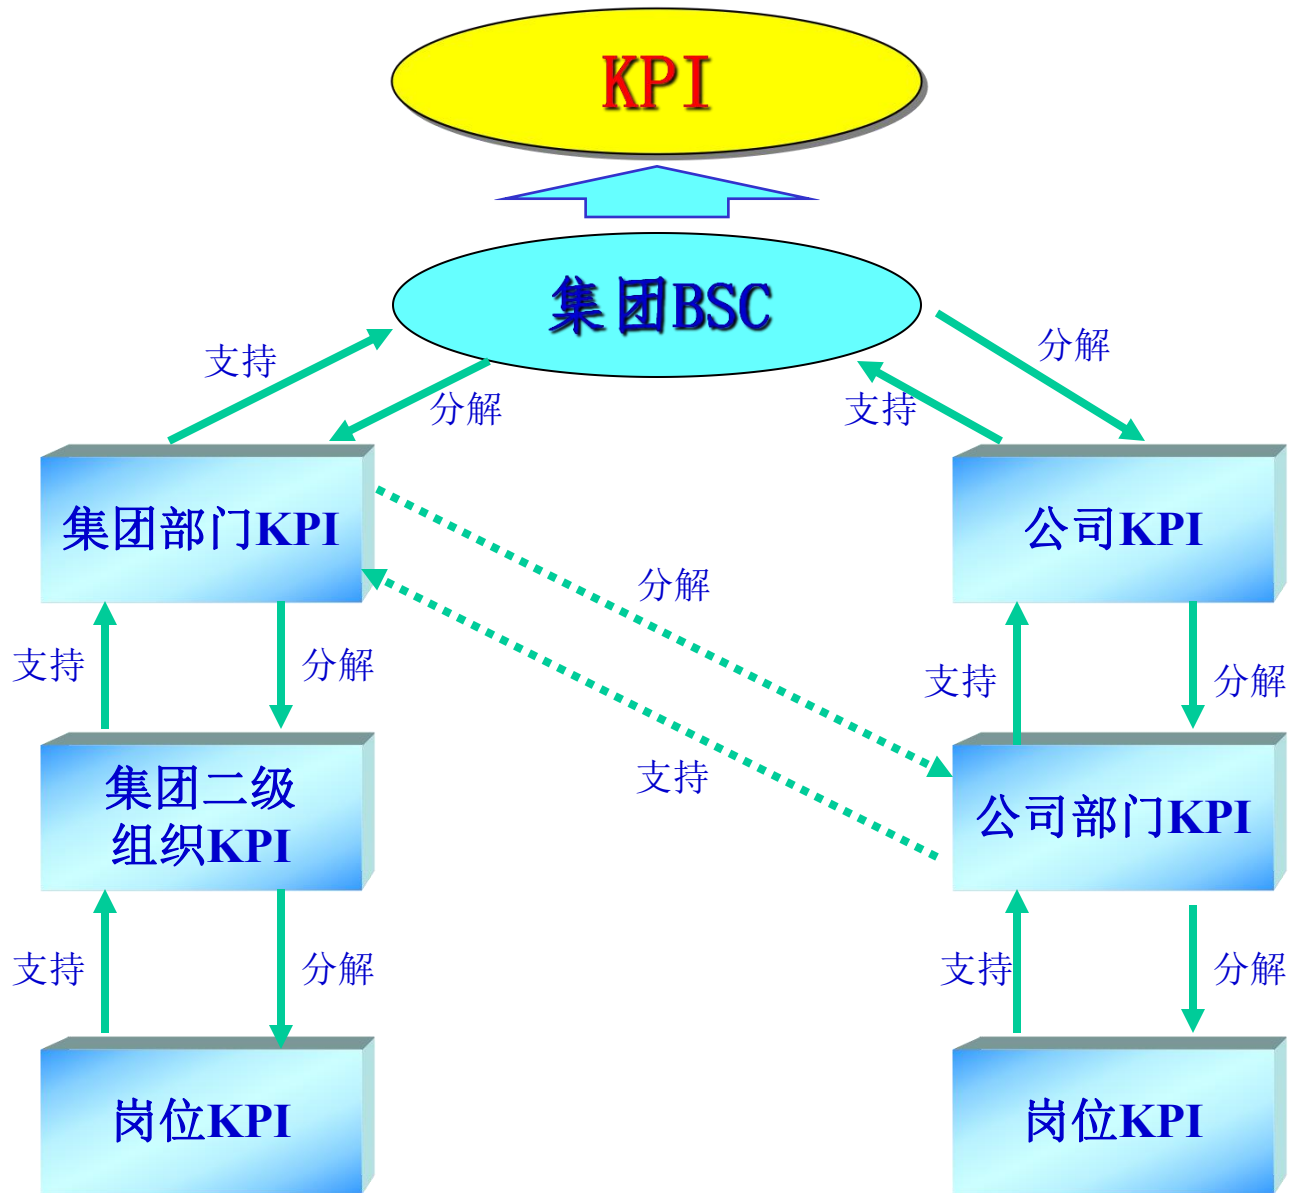 KPI
集团BSC
支持
分解
分解
支持
集团部门KPI
公司KPI
分解
支持
分解
支持
分解
支持
集团二级
组织KPI
公司部门KPI
支持
分解
支持
分解
岗位KPI
岗位KPI